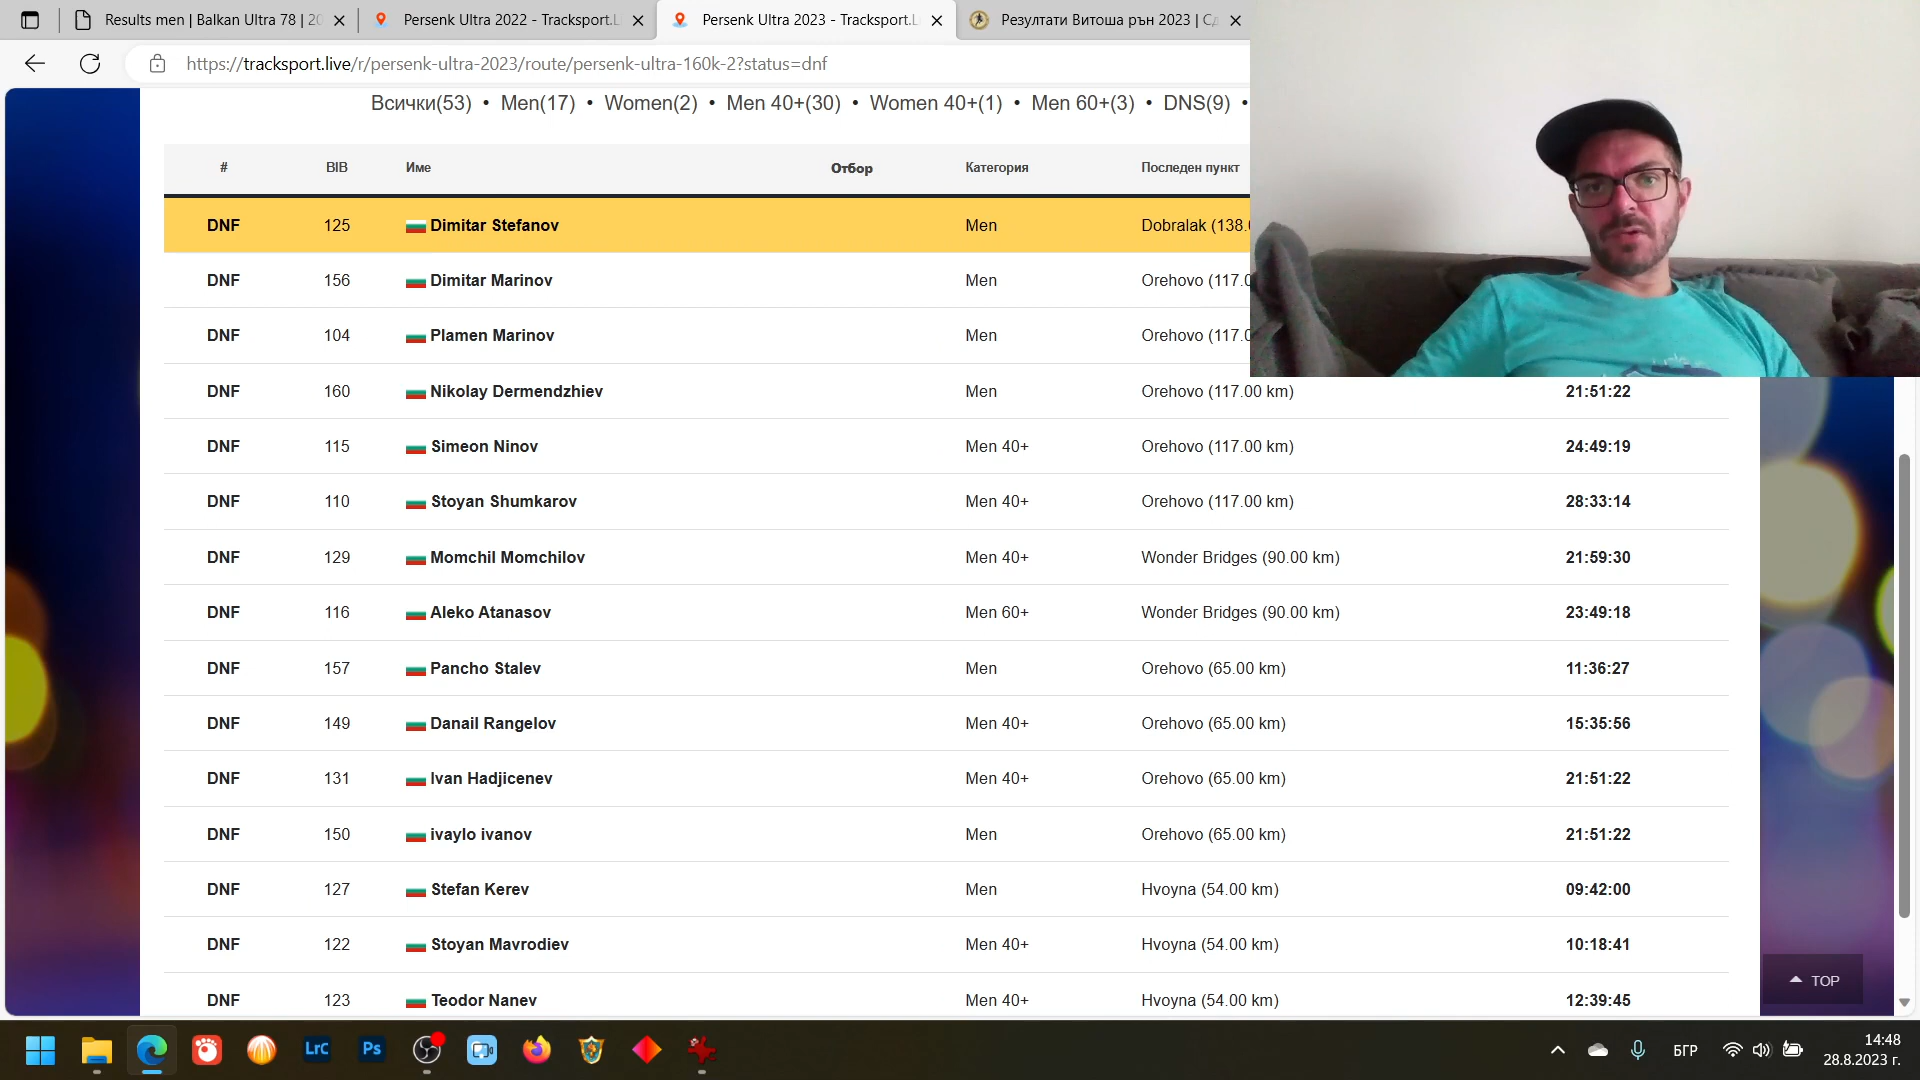 Results men | Balkan Ultra 78 | 20
Persenk Ultra 2022 - Tracksport.L
Persenk Ultra 2023 - Tracksport.L
Резултати Витоша рън 2023 | Сд
https://tracksport.live/r/persenk-ultra-2023/route/persenk-ultra-160k-2?status=dnf
Всички(53) • Men(17) • Women(2) • Men 40+(30) • Women 40+(1) • Men 60+(3) • DNS(9) •
# BIB Име Отбор Категория Последен пункт
DNF 125 Dimitar Stefanov Men Dobralak (138.
DNF 156 Dimitar Marinov Men Orehovo (117.0
DNF 104 Plamen Marinov Men Orehovo (117.0
DNF 160 Nikolay Dermendzhiev Men Orehovo (117.00 km) 21:51:22
DNF 115 Simeon Ninov Men 40+ Orehovo (117.00 km) 24:49:19
DNF 110 Stoyan Shumkarov Men 40+ Orehovo (117.00 km) 28:33:14
DNF 129 Momchil Momchilov Men 40+ Wonder Bridges (90.00 km) 21:59:30
DNF 116 Aleko Atanasov Men 60+ Wonder Bridges (90.00 km) 23:49:18
DNF 157 Pancho Stalev Men Orehovo (65.00 km) 11:36:27
DNF 149 Danail Rangelov Men 40+ Orehovo (65.00 km) 15:35:56
DNF 131 Ivan Hadjicenev Men 40+ Orehovo (65.00 km) 21:51:22
DNF 150 ivaylo ivanov Men Orehovo (65.00 km) 21:51:22
DNF 127 Stefan Kerev Men Hvoyna (54.00 km) 09:42:00
DNF 122 Stoyan Mavrodiev Men 40+ Hvoyna (54.00 km) 10:18:41
DNF 123 Teodor Nanev Men 40+ Hvoyna (54.00 km) 12:39:45
TOP
LrC
Ps
БГР
14:48
28.8.2023 г.